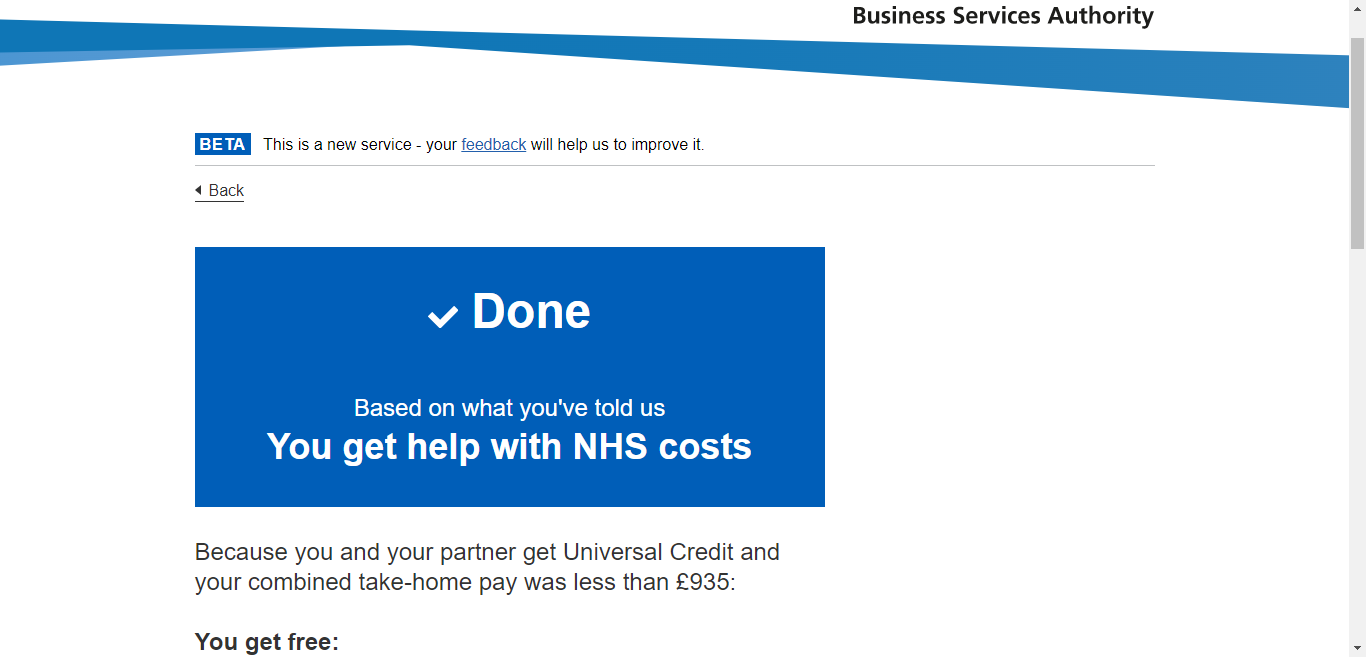 Business Services Authority
BETA This is a new service - your feedback will help us to improve it.
Back
Done
Based on what you've told us
You get help with NHS costs
Because you and your partner get Universal Credit and
your combined take-home pay was less than £935:
You get free: